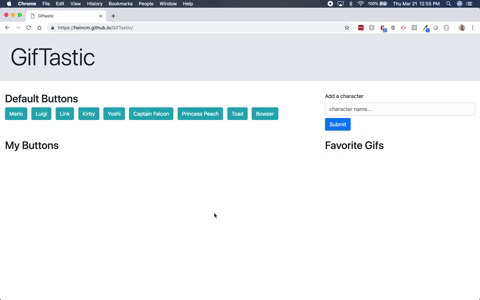 Chrome File Edit View History Bookmarks People Window Help 100% Thu Mar 21 12:55 PM
Giftastic
https://heincm.github.io/GifTastic/
GifTastic
Default Buttons
Mario Luigi Link Kirby Yoshi Captain Falcon Princess Peach Toad Bowser
Add a character
character name...
Submit
My Buttons
Favorite Gifs